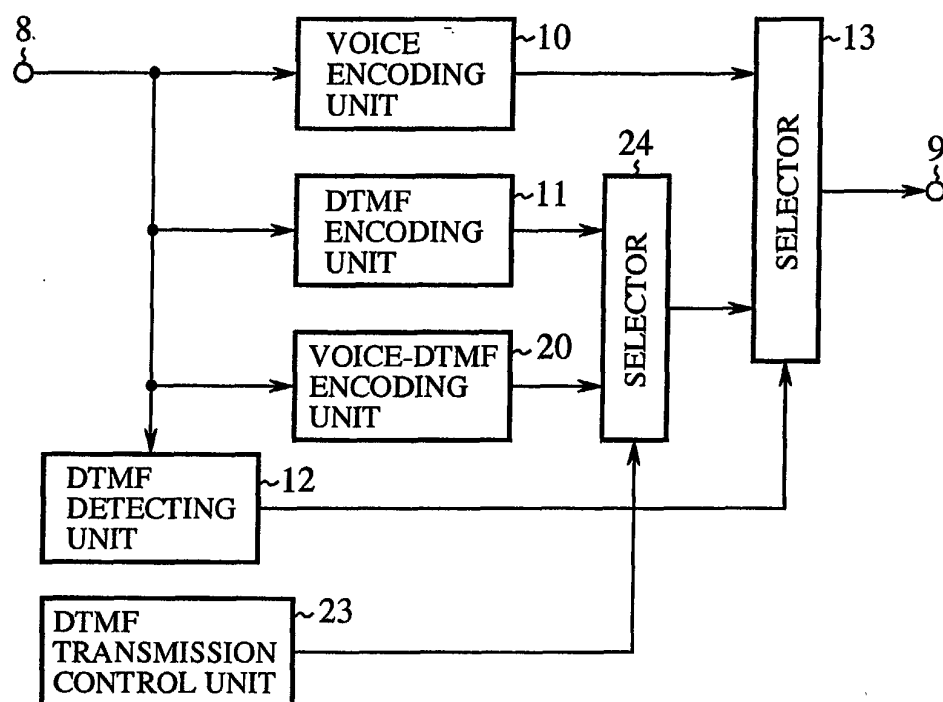 8
VOICE
ENCODING
UNIT
10
13
SELECTOR
9
DTMF
ENCODING
UNIT
11
24
SELECTOR
VOICE-DTMF
ENCODING
UNIT
20
DTMF
DETECTING
UNIT
12
DTMF
TRANSMISSION
CONTROL UNIT
23